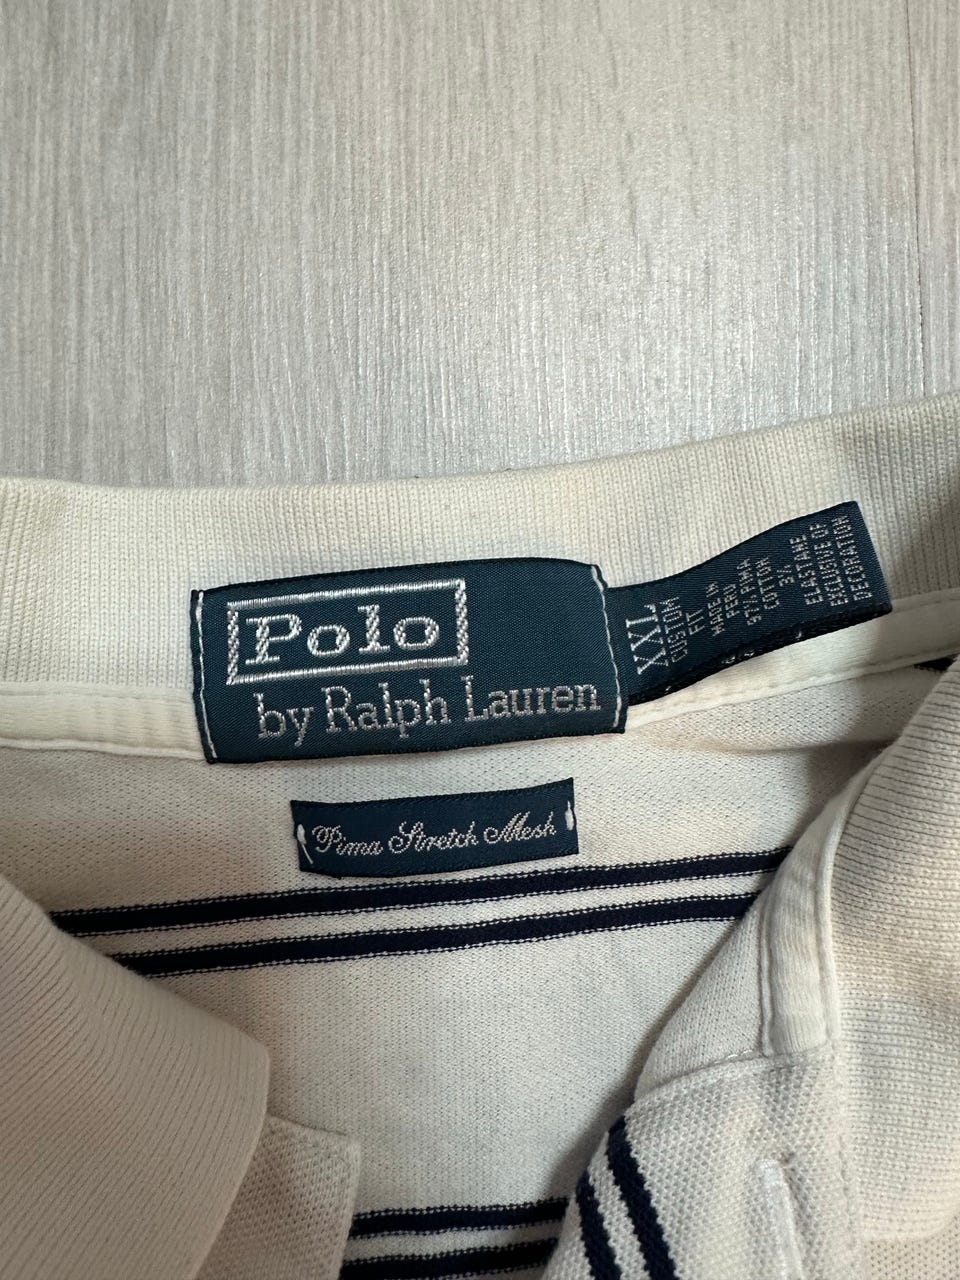 Polo
by Ralph Lauren
XXL
CUSTOM
FIT
MADE IN
PERU
97% PIMA
COTTON
3%
ELASTANE
EXCLUSIVE OF
DECORATION
Pima Stretch Mesh